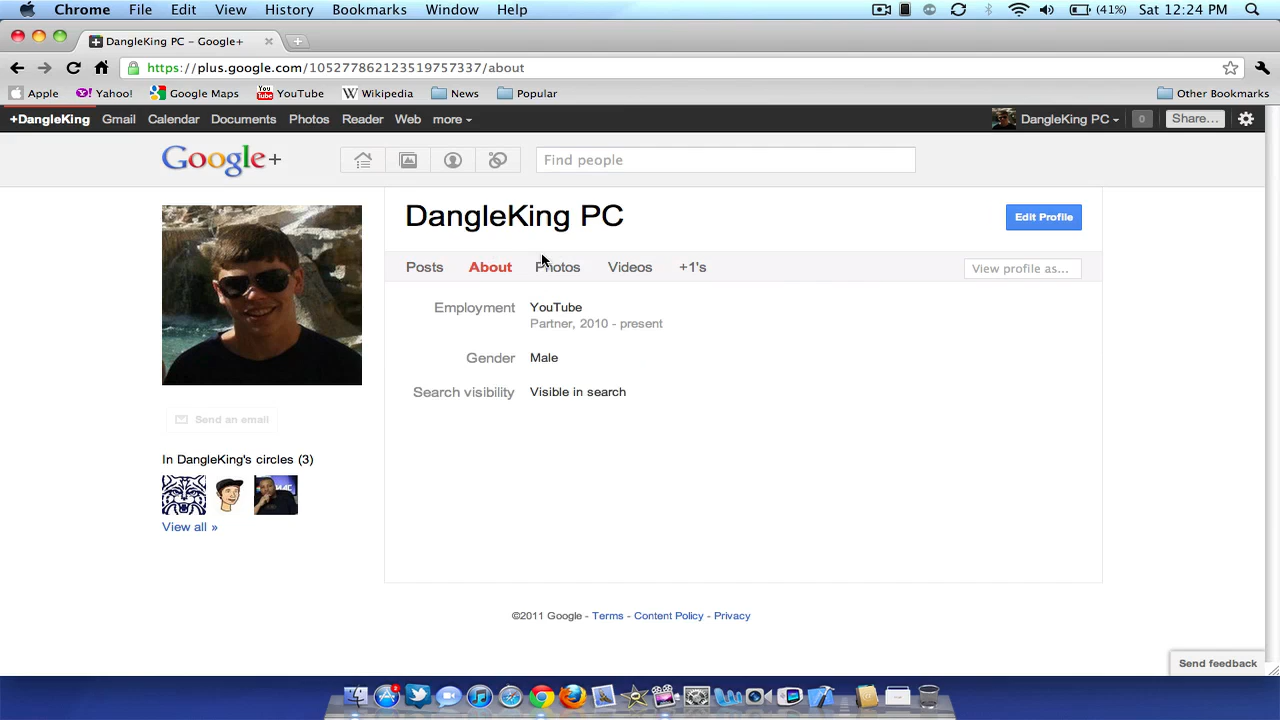 Chrome File Edit View History Bookmarks Window Help (41%) Sat 12:24 PM
DangleKing PC – Google+
https://plus.google.com/105277862123519757337/about
Apple Yahoo! Google Maps YouTube Wikipedia News Popular Other Bookmarks
+DangleKing Gmail Calendar Documents Photos Reader Web more DangleKing PC 0 Share...
Google+ Find people
DangleKing PC Edit Profile
Posts About Photos Videos +1's View profile as...
Employment YouTube
Partner, 2010 - present
Gender Male
Search visibility Visible in search
Send an email
In DangleKing's circles (3)
View all »
©2011 Google - Terms - Content Policy - Privacy
Send feedback